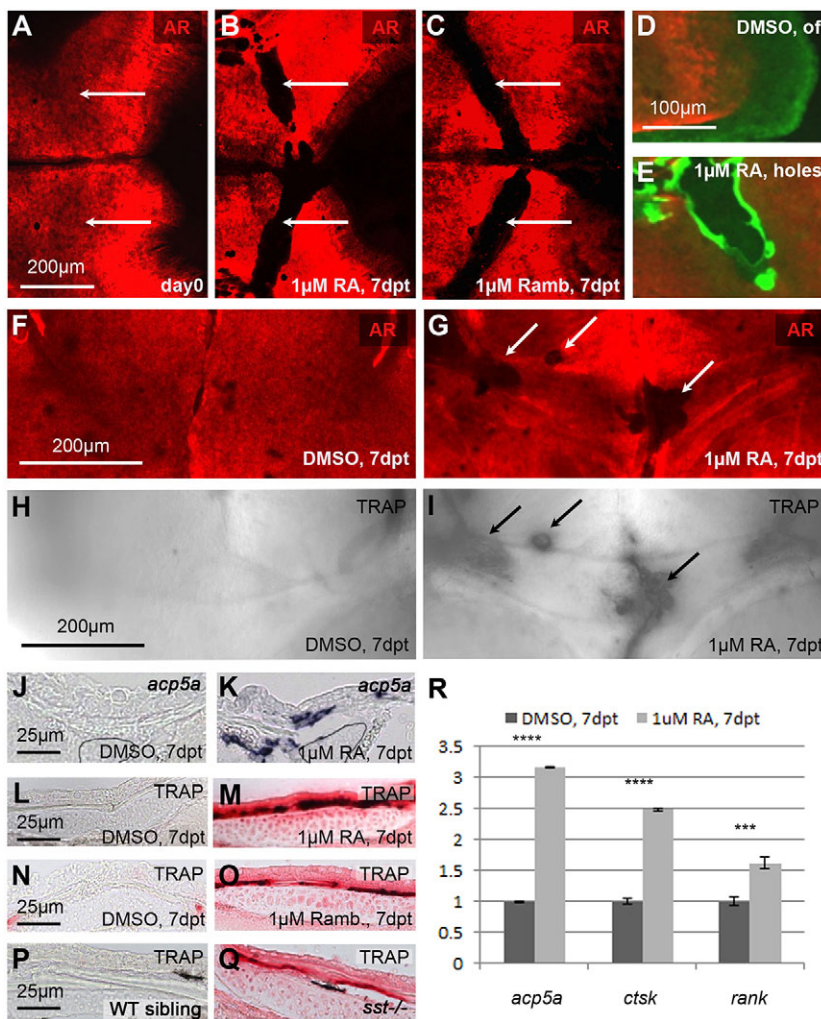 A AR B AR C AR D DMSO, of
100µm
E 1µM RA, holes
200µm day0 1µM RA, 7dpt 1µM Ramb, 7dpt
F AR G AR
200µm DMSO, 7dpt 1µM RA, 7dpt
H TRAP I TRAP
200µm DMSO, 7dpt 1µM RA, 7dpt
J acp5a K acp5a
25µm DMSO, 7dpt 1µM RA, 7dpt
L TRAP M TRAP
25µm DMSO, 7dpt 1µM RA, 7dpt
N TRAP O TRAP
25µm DMSO, 7dpt 1µM Ramb., 7dpt
P TRAP Q TRAP
25µm WT sibling sst-/-
R
DMSO, 7dpt 1uM RA, 7dpt
3.5
3
2.5
2
1.5
1
0.5
0
**** **** ***
acp5a ctsk rank